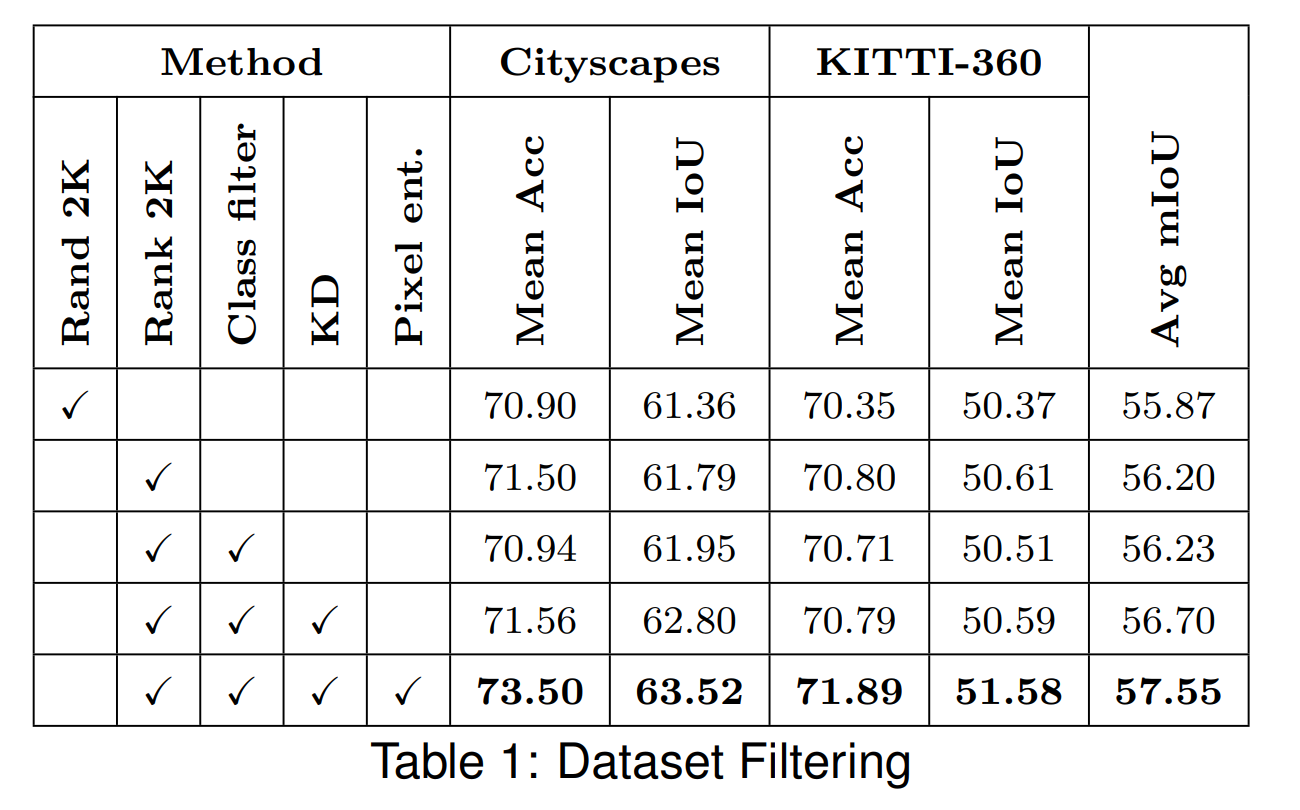 Method Cityscapes KITTI-360
Rand 2K Rank 2K Class filter KD Pixel ent. Mean Acc Mean IoU Mean Acc Mean IoU Avg mIoU
✓ 70.90 61.36 70.35 50.37 55.87
✓ 71.50 61.79 70.80 50.61 56.20
✓ ✓ 70.94 61.95 70.71 50.51 56.23
✓ ✓ ✓ 71.56 62.80 70.79 50.59 56.70
✓ ✓ ✓ ✓ 73.50 63.52 71.89 51.58 57.55
Table 1: Dataset Filtering